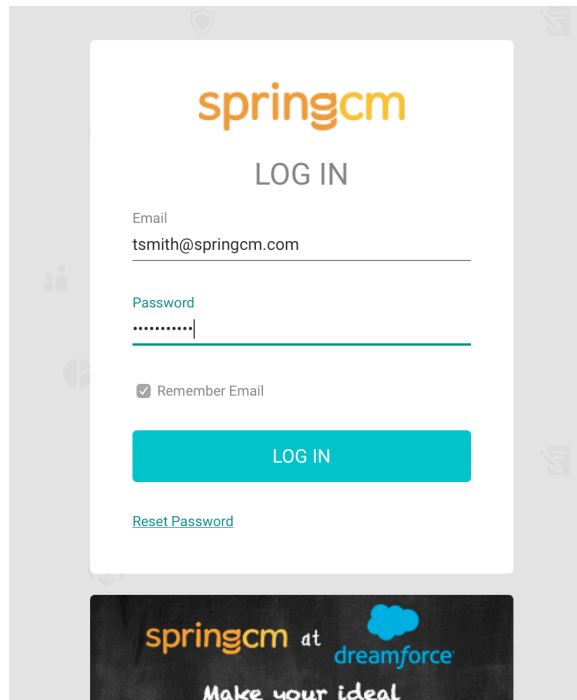 springcm
LOG IN
Email
tsmith@springcm.com
Password
•••••••••••
Remember Email
LOG IN
Reset Password
springcm at dreamforce
Make your ideal